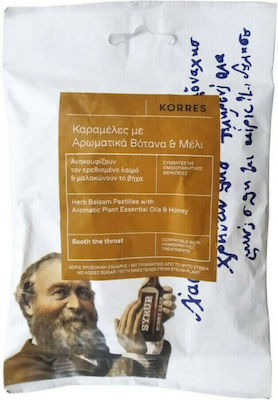 KORRES
Καραμέλες με
Αρωματικά Βότανα & Μέλι
Ανακουφίζουν
τον ερεθισμένο λαιμό
& μαλακώνουν το βήχα
ΣΥΜΒΑΤΕΣ ΜΕ
ΟΜΟΙΟΠΑΘΗΤΙΚΕΣ
ΘΕΡΑΠΕΙΕΣ
Herb Balsam Pastilles with
Aromatic Plant Essential Oils & Honey
Sooth the throat
COMPATIBLE WITH
HOMEOPATHIC
TREATMENTS
ΧΩΡΙΣ ΠΡΟΣΘΗΚΗ ΖΑΧΑΡΗΣ / ΜΕ ΓΛΥΚΑΝΤΙΚΟ ΑΠΟ ΤΟ ΦΥΤΟ ΣΤΕΒΙΑ
NO ADDED SUGAR / WITH SWEETENER FROM STEVIA PLANT
SYRUP